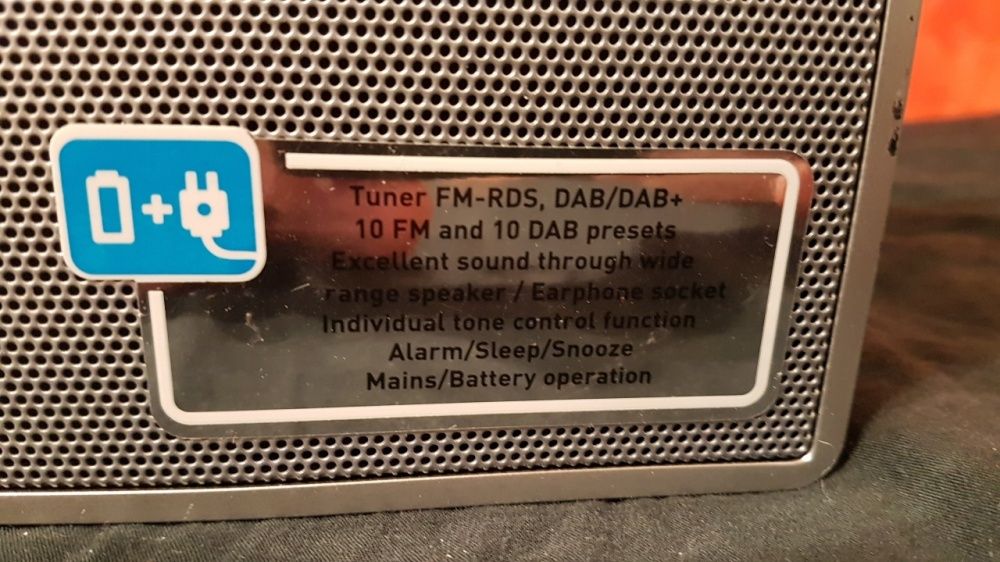 Tuner FM-RDS, DAB/DAB+
10 FM and 10 DAB presets
Excellent sound through wide
range speaker / Earphone socket
Individual tone control function
Alarm/Sleep/Snooze
Mains/Battery operation